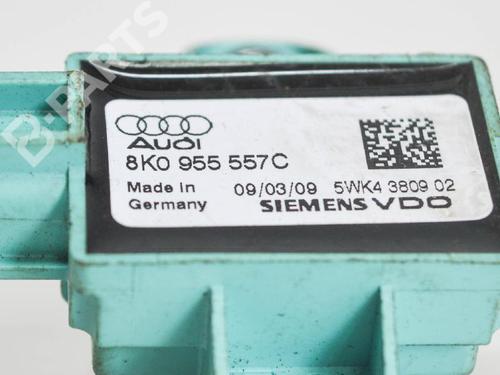 B-PARTS
Audi
8K0 955 557C
Made in Germany
09/03/09 5WK4 3809 02
SIEMENS VDO